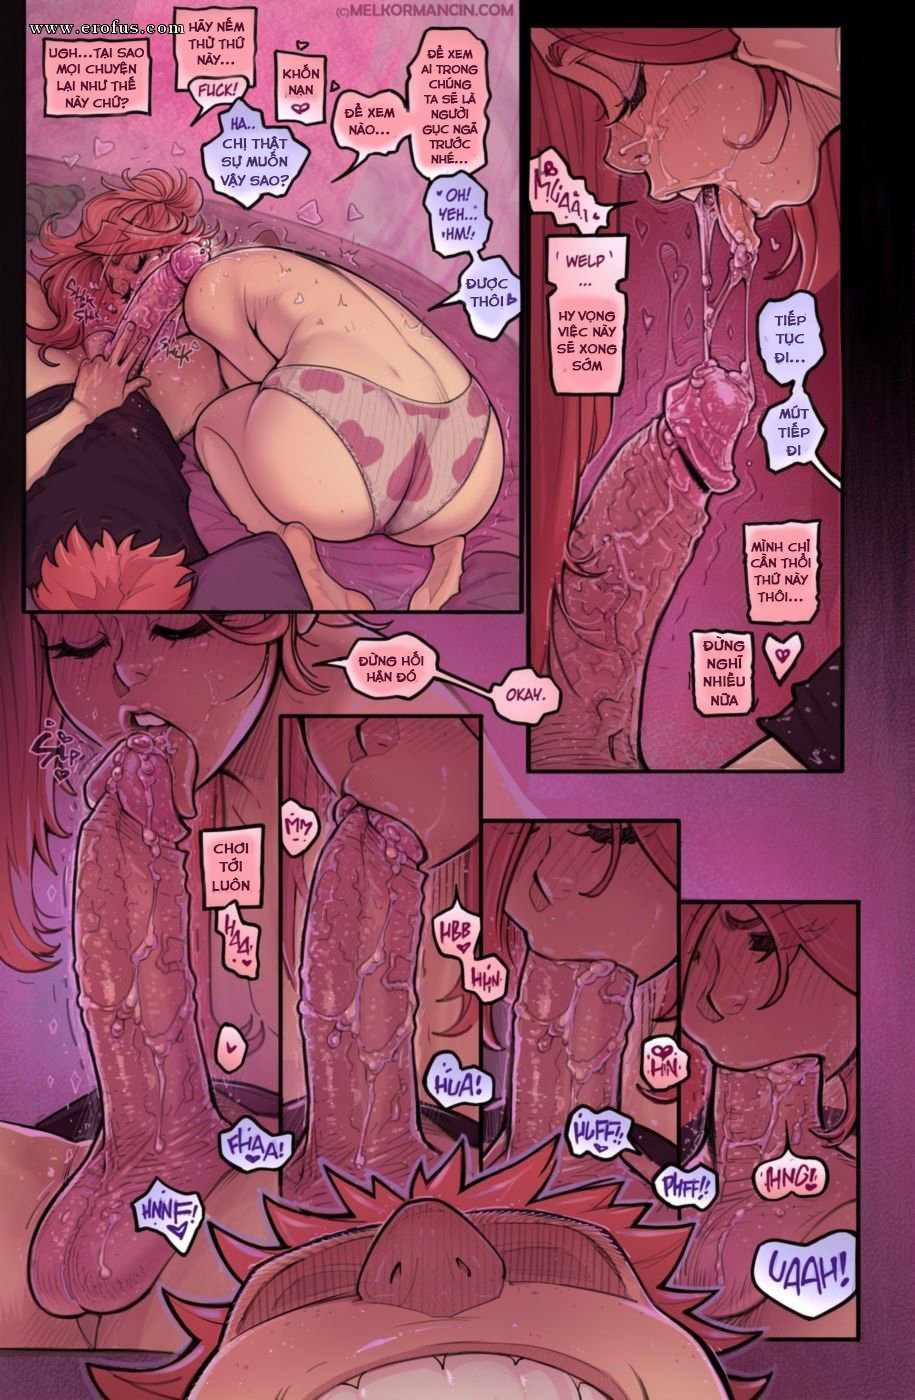 (C)MELKORMANCIN.COM
www.erofus.com
UGH...TẠI SAO
MỌI CHUYỆN
LẠI NHƯ THẾ
NÀY CHỨ?
HÃY NẾM
THỬ THỨ
NÀY...
FUCK!
HA..
CHỊ THẬT
SỰ MUỐN
VẬY SAO?
KHỐN
NẠN
ĐỂ XEM
NÀO...
ĐỂ XEM
AI TRONG
CHÚNG
TA SẼ LÀ
NGƯỜI
GỤC NGÃ
TRƯỚC
NHÉ...
OH!
YEH...
HM!
ĐƯỢC
THÔI
SHK
SHK
SHK
MUAA
WELP
...
HY VỌNG
VIỆC NÀY
SẼ XONG
SỚM
TIẾP
TỤC
ĐI...
MÚT
TIẾP
ĐI
MÌNH CHỈ
CẦN THỔI
THỨ NÀY
THÔI...
ĐỪNG
NGHĨ
NHIỀU
NỮA
ĐỪNG HỐI
HẬN ĐÓ
OKAY.
SLP
CHƠI
TỚI
LUÔN
HAA!
MM
HBB
HHN
HN
HUA!
HUFF!!
FHAA!
PHFF!!
HNG!
HNNF!
UAAH!